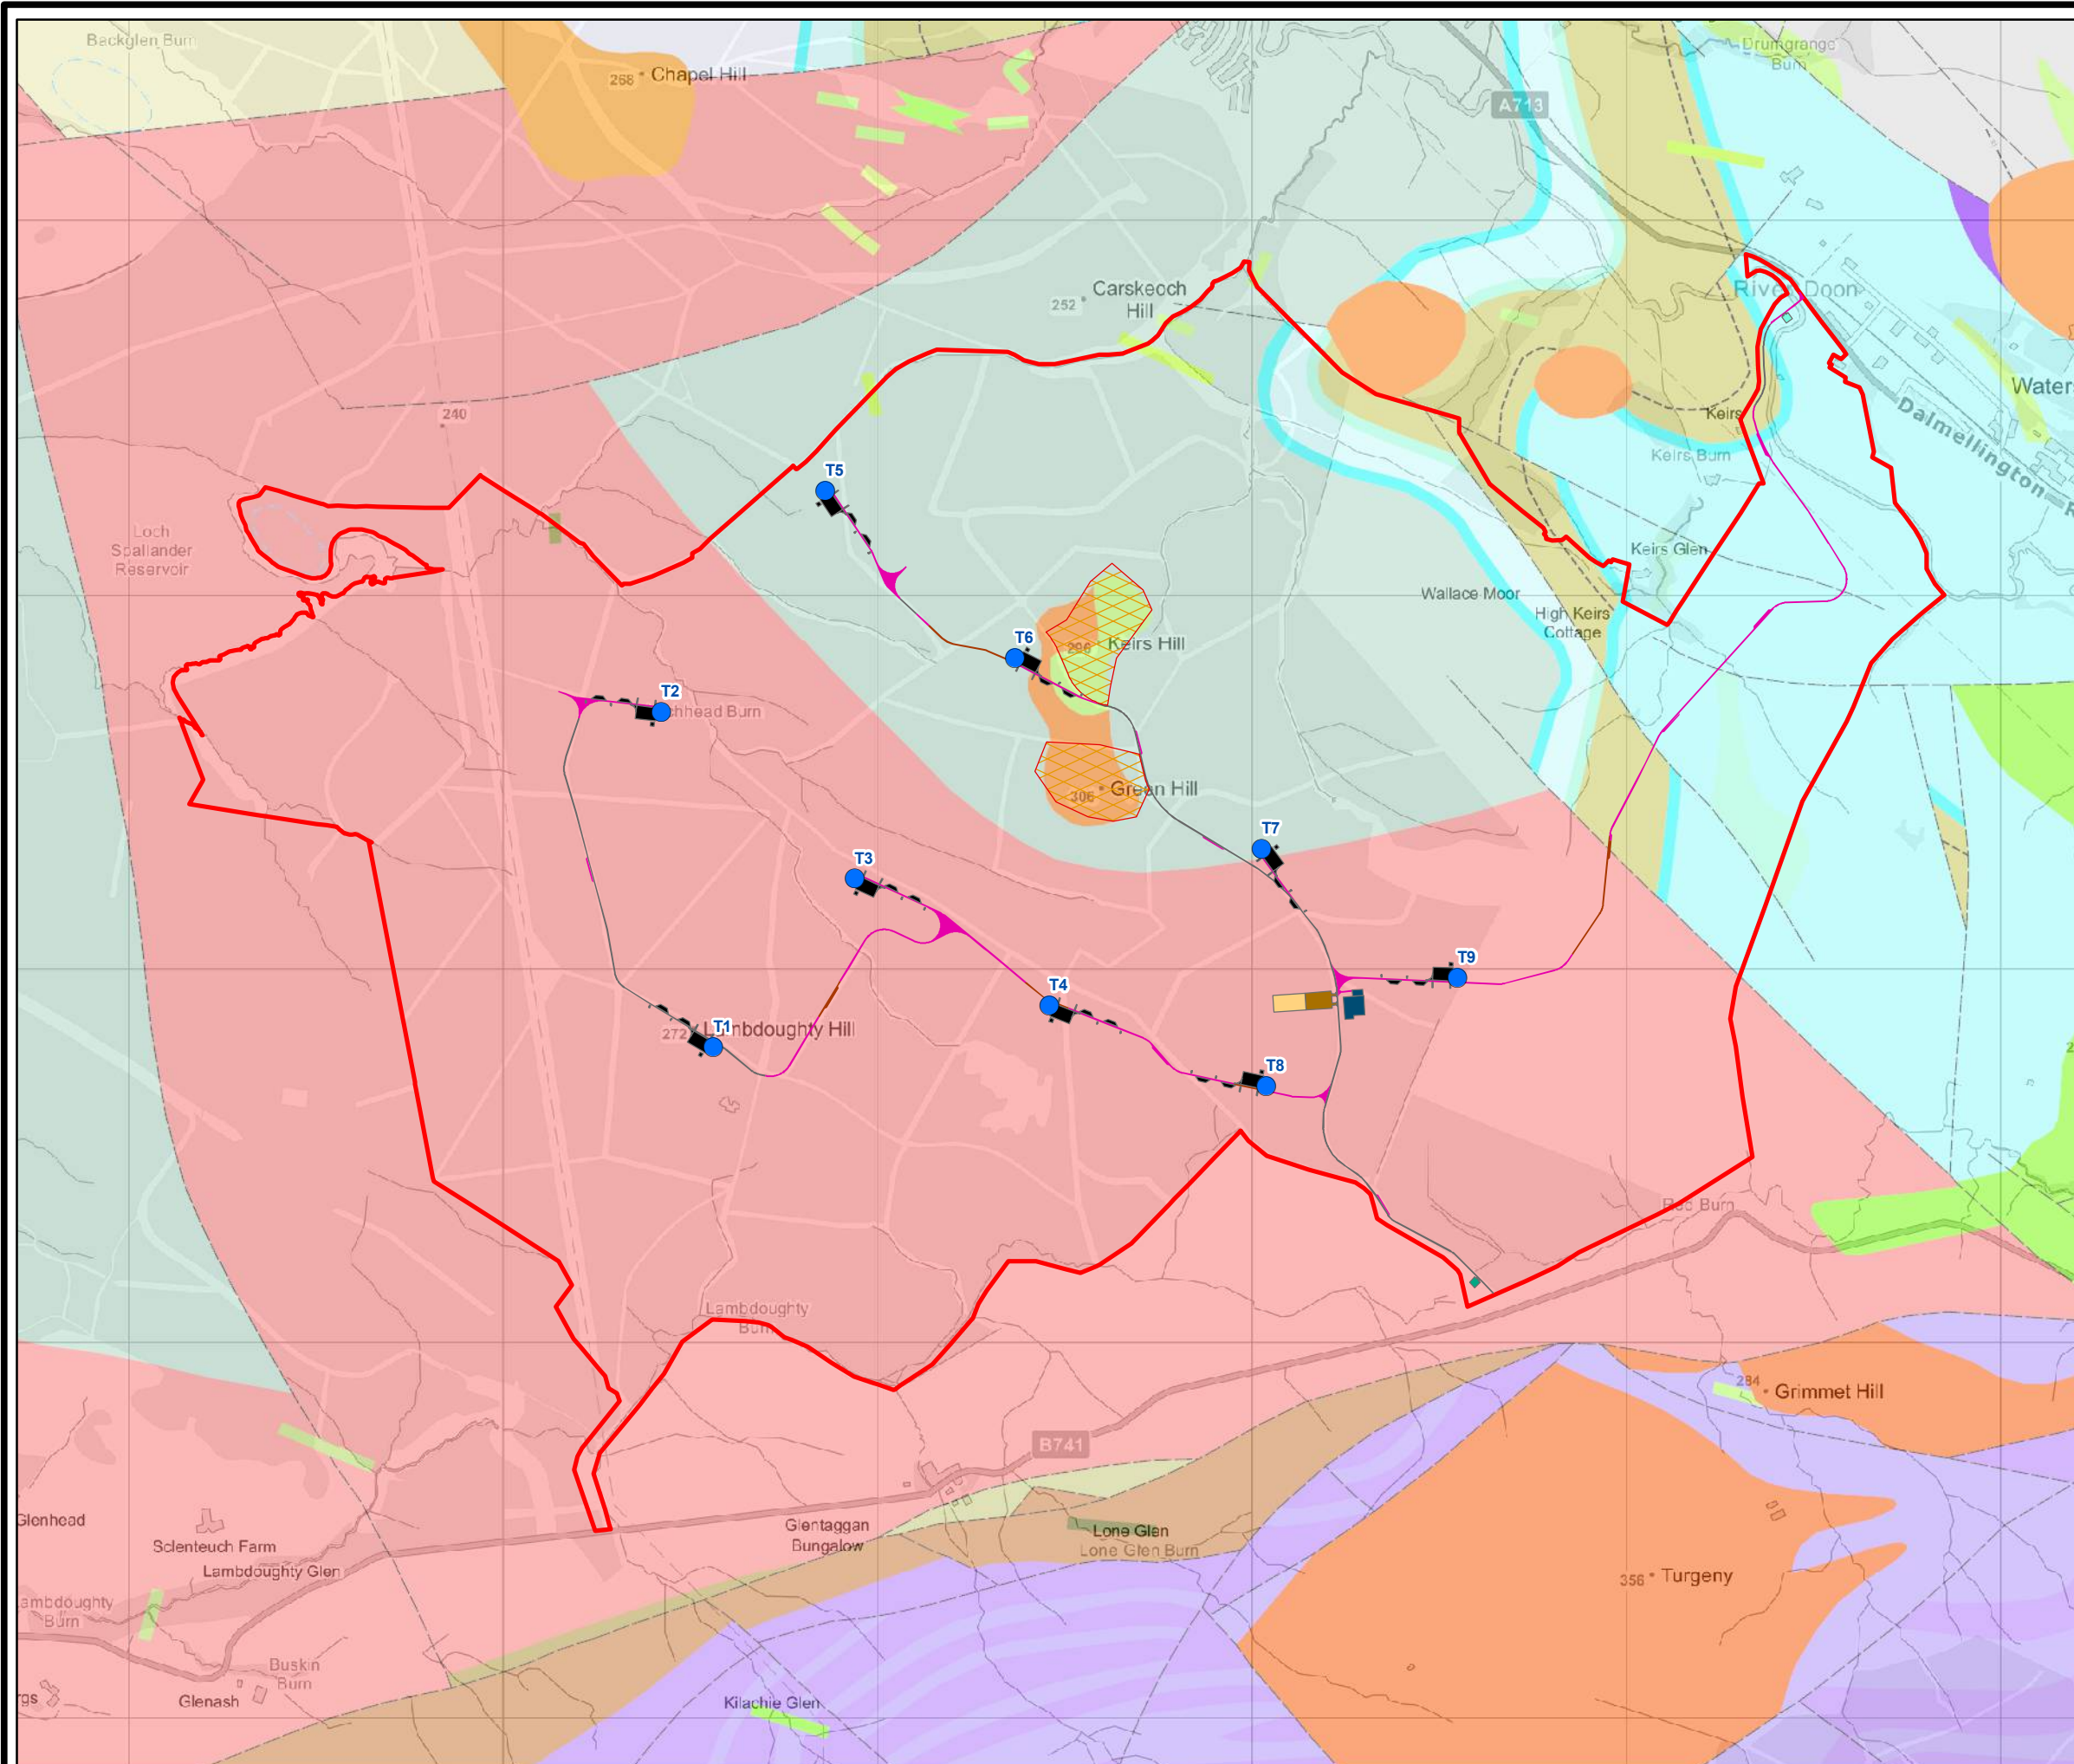 Backglen Burn
268 Chapel Hill
Drumgrange
Burn
A713
River Doon
Carskeoch
Hill
252
Water
Keirs
Dalmellington
Keirs Burn
240
T5
Loch
Spallander
Reservoir
Keirs Glen
Wallace Moor
High Keirs
Cottage
T6
296 Keirs Hill
T2
chhead Burn
306 Green Hill
T7
T3
T9
T4
T1
272 Lambdoughty Hill
T8
Red Burn
Lambdoughty
Burn
284 Grimmet Hill
B741
Glenhead
Sclenteuch Farm
Lambdoughty Glen
Glentaggan
Bungalow
Lone Glen
Lone Glen Burn
356 Turgeny
ambdoughty
Burn
Buskin
Burn
rgs
Glenash
Kilachie Glen